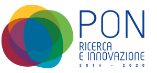 PON
RICERCA
E INNOVAZIONE
2014 - 2020